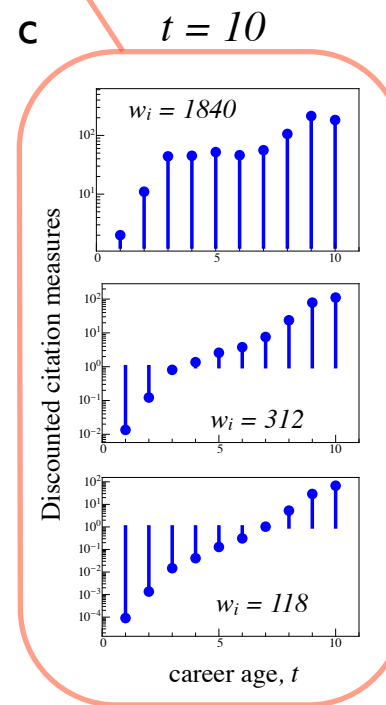 C
t = 10
Discounted citation measures
w_i = 1840
10^2
10^1
0 5 10
10^2
10^1
10^0
10^-1
10^-2
w_i = 312
0 5 10
10^2
10^1
10^0
10^-1
10^-2
10^-3
10^-4
w_i = 118
0 5 10
career age, t